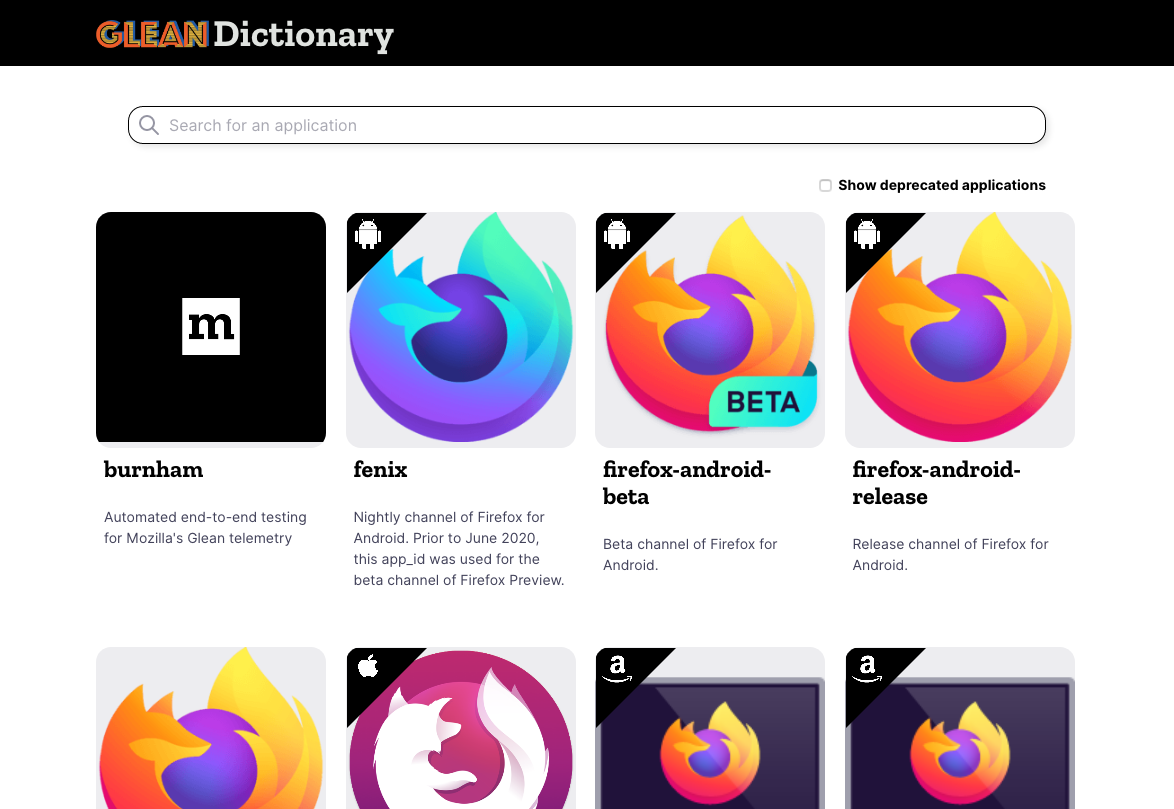 GLEAN Dictionary
Search for an application
Show deprecated applications
m
BETA
burnham
Automated end-to-end testing
for Mozilla's Glean telemetry
fenix
Nightly channel of Firefox for
Android. Prior to June 2020,
this app_id was used for the
beta channel of Firefox Preview.
firefox-android-
beta
Beta channel of Firefox for
Android.
firefox-android-
release
Release channel of Firefox for
Android.
a
a